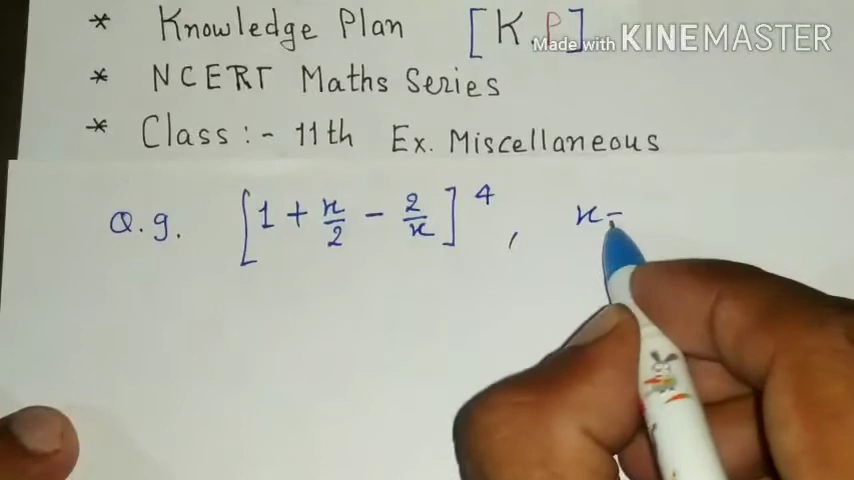 * Knowledge Plan [K.P]
Made with KINEMASTER
* NCERT Maths Series
* Class :- 11th Ex. Miscellaneous
Q.9. [1 + x/2 - 2/x]^4 , x=